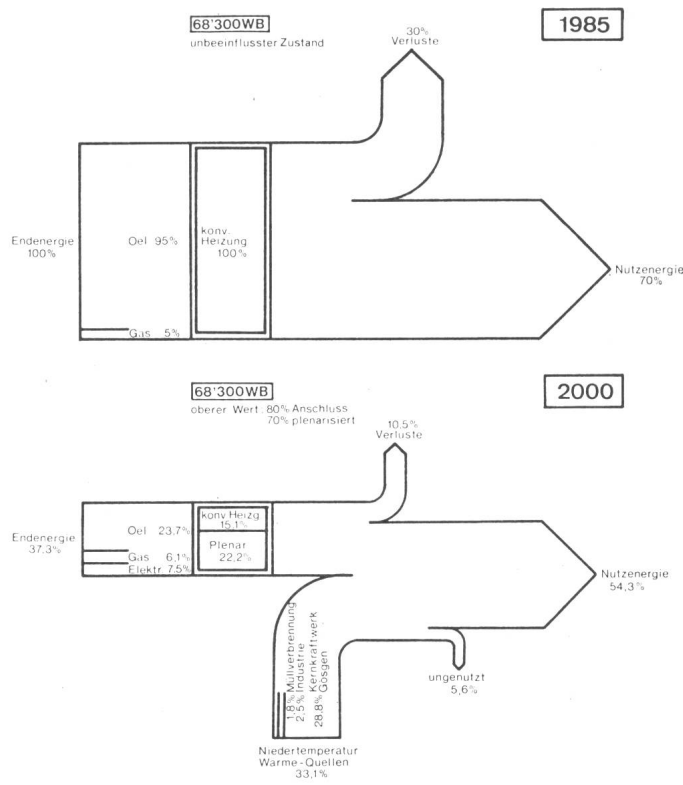 68'300WB
unbeeinflusster Zustand
1985
30%
Verluste
Endenergie
100%
Oel 95%
Gas 5%
konv.
Heizung
100%
Nutzenergie
70%
68'300WB
oberer Wert: 80% Anschluss
70% plenarisiert
2000
10,5%
Verluste
Endenergie
37,3%
Oel 23,7%
Gas 6,1%
Elektr. 7,5%
konv. Heizg.
15,1%
Plenar
22,2%
Nutzenergie
54,3%
1,8% Müllverbrennung
2,5% Industrie
28,8% Kernkraftwerk
Gösgen
ungenutzt
5,6%
Niedertemperatur
Warme-Quellen
33,1%